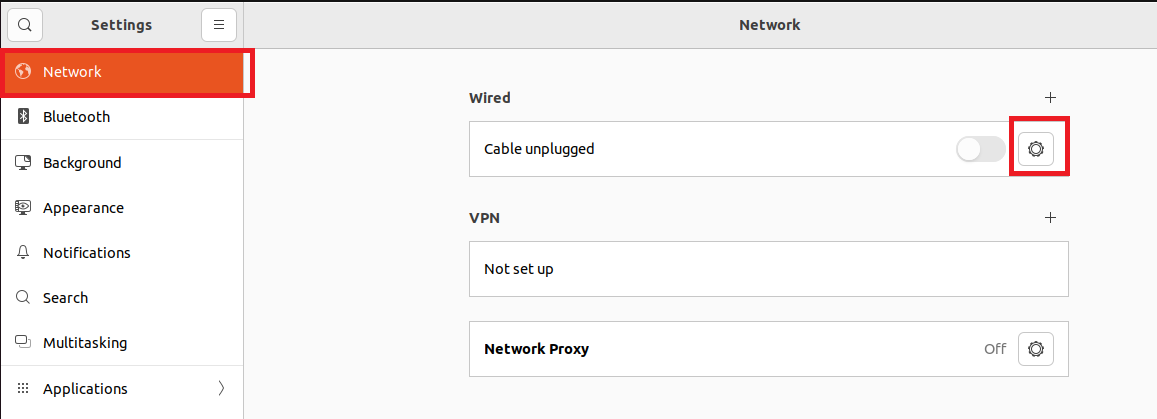 Settings
Network
Network
Bluetooth
Background
Appearance
Notifications
Search
Multitasking
Applications
Wired
Cable unplugged
VPN
Not set up
Network Proxy Off